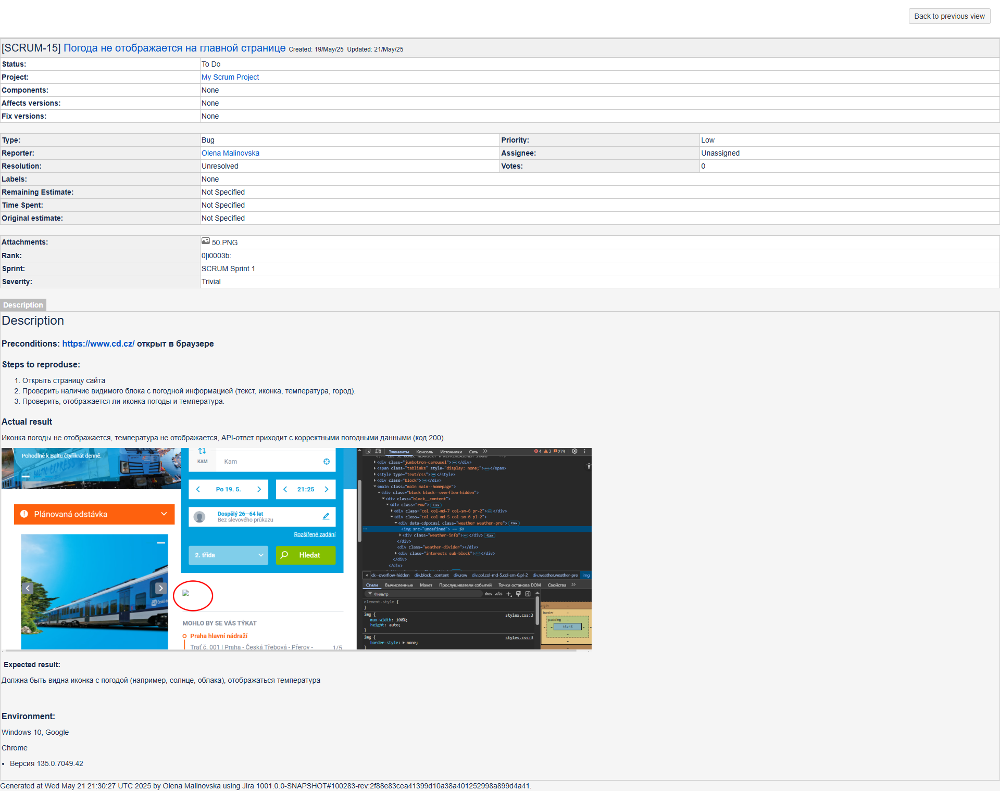 Back to previous view
[SCRUM-15] Погода не отображается на главной странице Created: 19/May/25 Updated: 21/May/25
Status: To Do
Project: My Scrum Project
Components: None
Affects versions: None
Fix versions: None
Type: Bug Priority: Low
Reporter: Olena Malinovska Assignee: Unassigned
Resolution: Unresolved Votes: 0
Labels: None
Remaining Estimate: Not Specified
Time Spent: Not Specified
Original estimate: Not Specified
Attachments: 50.PNG
Rank: 0|i0003b:
Sprint: SCRUM Sprint 1
Severity: Trivial
Description
Description
Preconditions: https://www.cd.cz/ открыт в браузере
Steps to reproduse:
1. Открыть страницу сайта
2. Проверить наличие видимого блока с погодной информацией (текст, иконка, температура, город).
3. Проверить, отображается ли иконка погоды и температура.
Actual result
Иконка погоды не отображается, температура не отображается, API-ответ приходит с корректными погодными данными (код 200).
Pohodlně k Baltu čtyřikrát denně.
BALTIC EXPRESS
KAM Kam
Po 19. 5. 21:25
Plánovaná odstávka
Dospělý 26—64 let
Bez slevového průkazu
Rozšířené zadání
2. třída Hledat
MOHLO BY SE VÁS TÝKAT
Praha hlavní nádraží
Trať č. 001 | Praha - Česká Třebová - Přerov - 1/5
Элементы Консоль Источники Сеть 4 3 279
<div class="jumbotron-carousel">…</div>
<span class="tablinks" style="display: none;">…</span>
<style type="text/css">…</style>
<div class="block">…</div>
<main class="main main--homepage">
<div class="block block--overflow-hidden">
<div class="block__content">
<div class="row"> flex
<div class="col col-md-7 col-sm-6 pr-2">…</div>
<div class="col col-md-5 col-sm-6 pl-2">
<div data-cdpocasi class="weather weather-pre"> flex
<img src="undefined"> == $0
<div class="weather-info">…</div> flex
</div>
<div class="weather-divider"></div>
<div class="interests sub-block">…</div>
</div>
</div>
ck--overflow-hidden div.block__content div.row div.col.col-md-5.col-sm-6.pl-2 div.weather.weather-pre img
Стили Вычисленные Макет Прослушиватели событий Точки останова DOM Свойства
Фильтр :hov .cls
element.style {
}
img { styles.css:3
max-width: 100%;
height: auto;
}
img { styles.css:3
border-style: none;
}
argin -
border -
padding -
16×16
Expected result:
Должна быть видна иконка с погодой (например, солнце, облака), отображаться температура
Environment:
Windows 10, Google
Chrome
• Версия 135.0.7049.42
Generated at Wed May 21 21:30:27 UTC 2025 by Olena Malinovska using Jira 1001.0.0-SNAPSHOT#100283-rev:2f88e83cea41399d10a38a401252998a899d4a41.